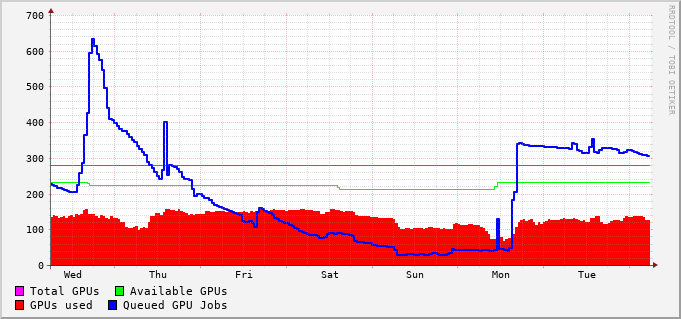 700
600
500
400
300
200
100
0
Wed Thu Fri Sat Sun Mon Tue
Total GPUs Available GPUs
GPUs used Queued GPU Jobs
RRDTOOL / TOBI OETIKER